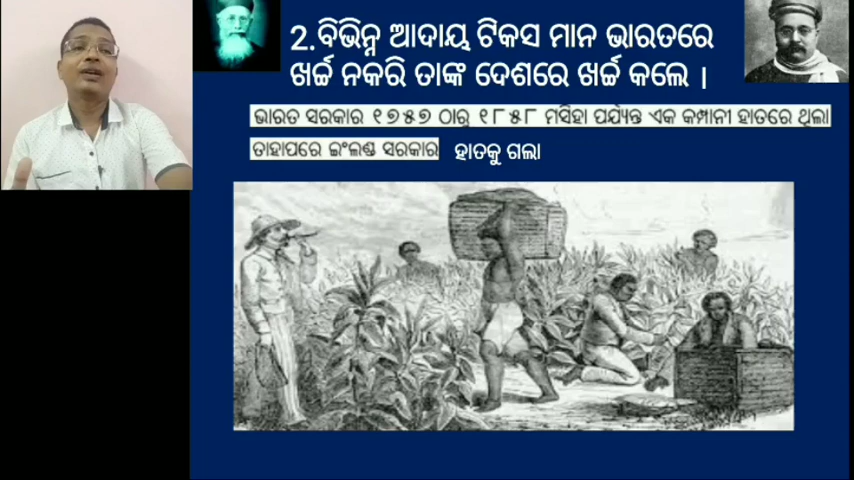 2.ବିଭିନ୍ନ ଆଦାୟ ଟିକସ ମାନ ଭାରତରେ
ଖର୍ଚ୍ଚ ନକରି ତାଙ୍କ ଦେଶରେ ଖର୍ଚ୍ଚ କଲେ ।
ଭାରତ ସରକାର ୧୭୫୭ ଠାରୁ ୧୮୫୮ ମସିହା ପର୍ଯ୍ୟନ୍ତ ଏକ କମ୍ପାନୀ ହାତରେ ଥିଲା
ତାହାପରେ ଇଂଲଣ୍ଡ ସରକାର ହାତକୁ ଗଲା